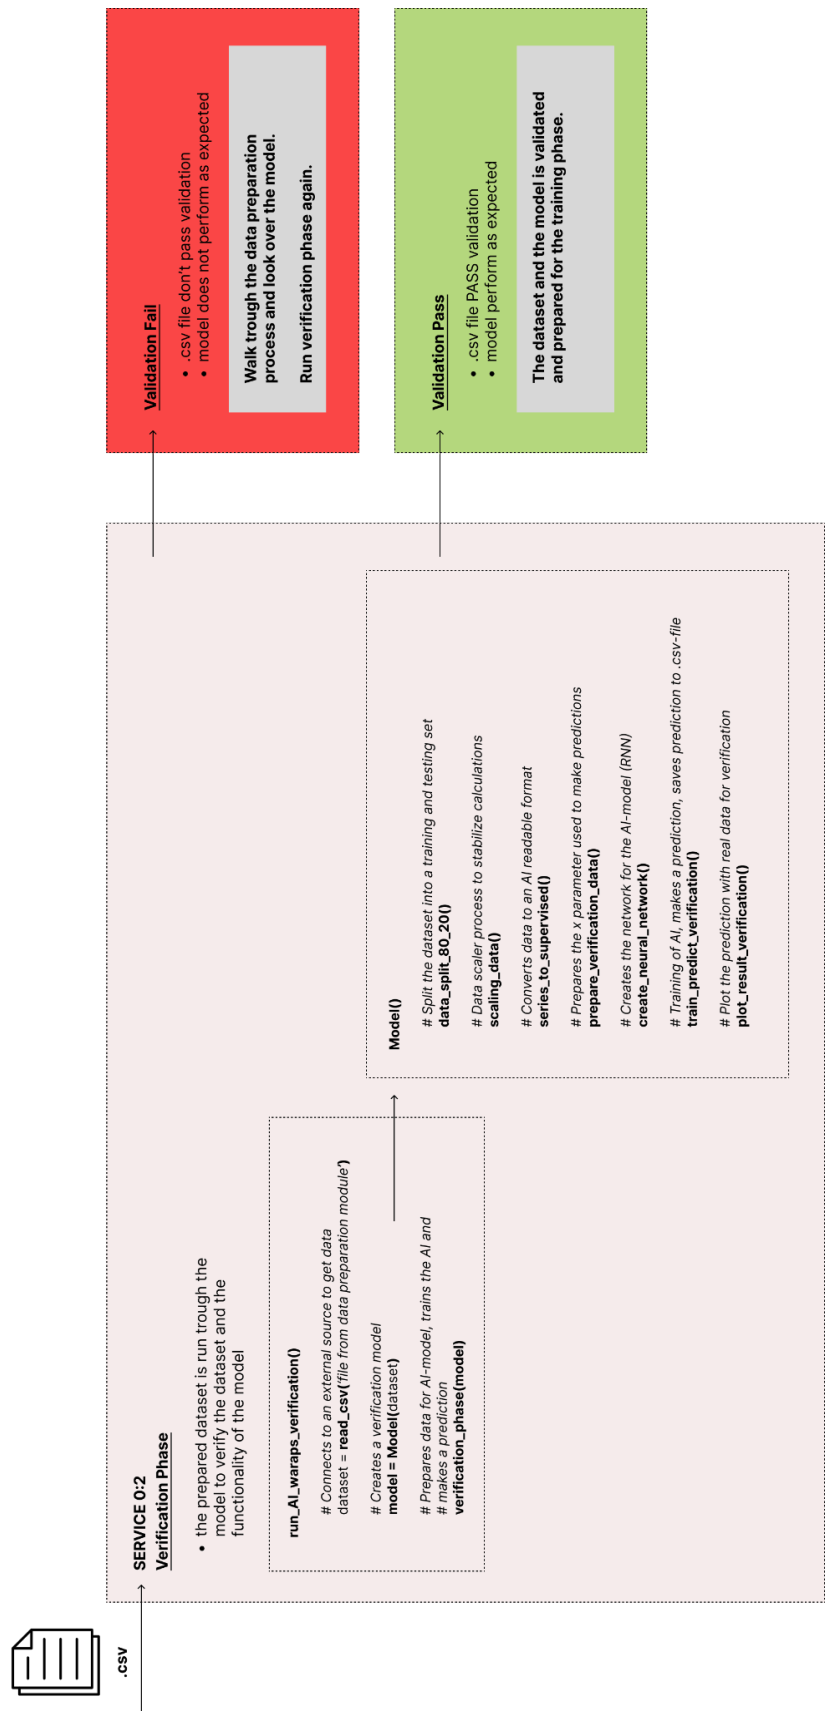 .csv
SERVICE 0:2
Verification Phase
• the prepared dataset is run trough the
model to verify the dataset and the
functionality of the model
run_AI_waraps_verification()
# Connects to an external source to get data
dataset = read_csv('file from data preparation module')
# Creates a verification model
model = Model(dataset)
# Prepares data for AI-model, trains the AI and
# makes a prediction
verification_phase(model)
Model()
# Split the dataset into a training and testing set
data_split_80_20()
# Data scaler process to stabilize calculations
scaling_data()
# Converts data to an AI readable format
series_to_supervised()
# Prepares the x parameter used to make predictions
prepare_verification_data()
# Creates the network for the AI-model (RNN)
create_neural_network()
# Training of AI, makes a prediction, saves prediction to .csv-file
train_predict_verification()
# Plot the prediction with real data for verification
plot_result_verification()
Validation Fail
• .csv file don't pass validation
• model does not perform as expected
Walk trough the data preparation
process and look over the model.
Run verification phase again.
Validation Pass
• .csv file PASS validation
• model perform as expected
The dataset and the model is validated
and prepared for the training phase.